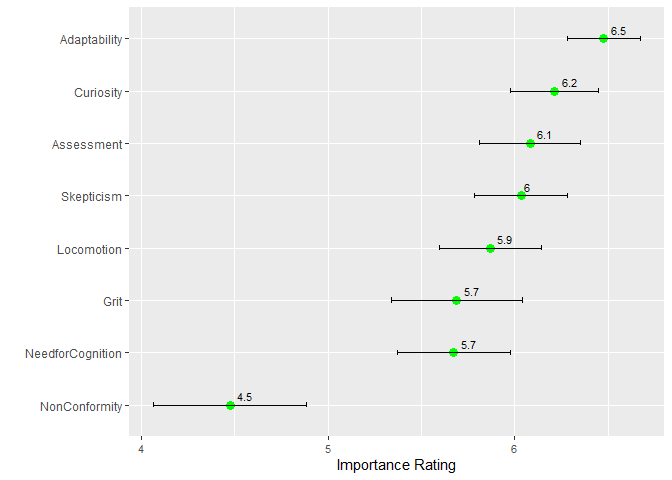 Adaptability
6.5
Curiosity
6.2
Assessment
6.1
Skepticism
6
Locomotion
5.9
Grit
5.7
NeedforCognition
5.7
NonConformity
4.5
4 5 6
Importance Rating